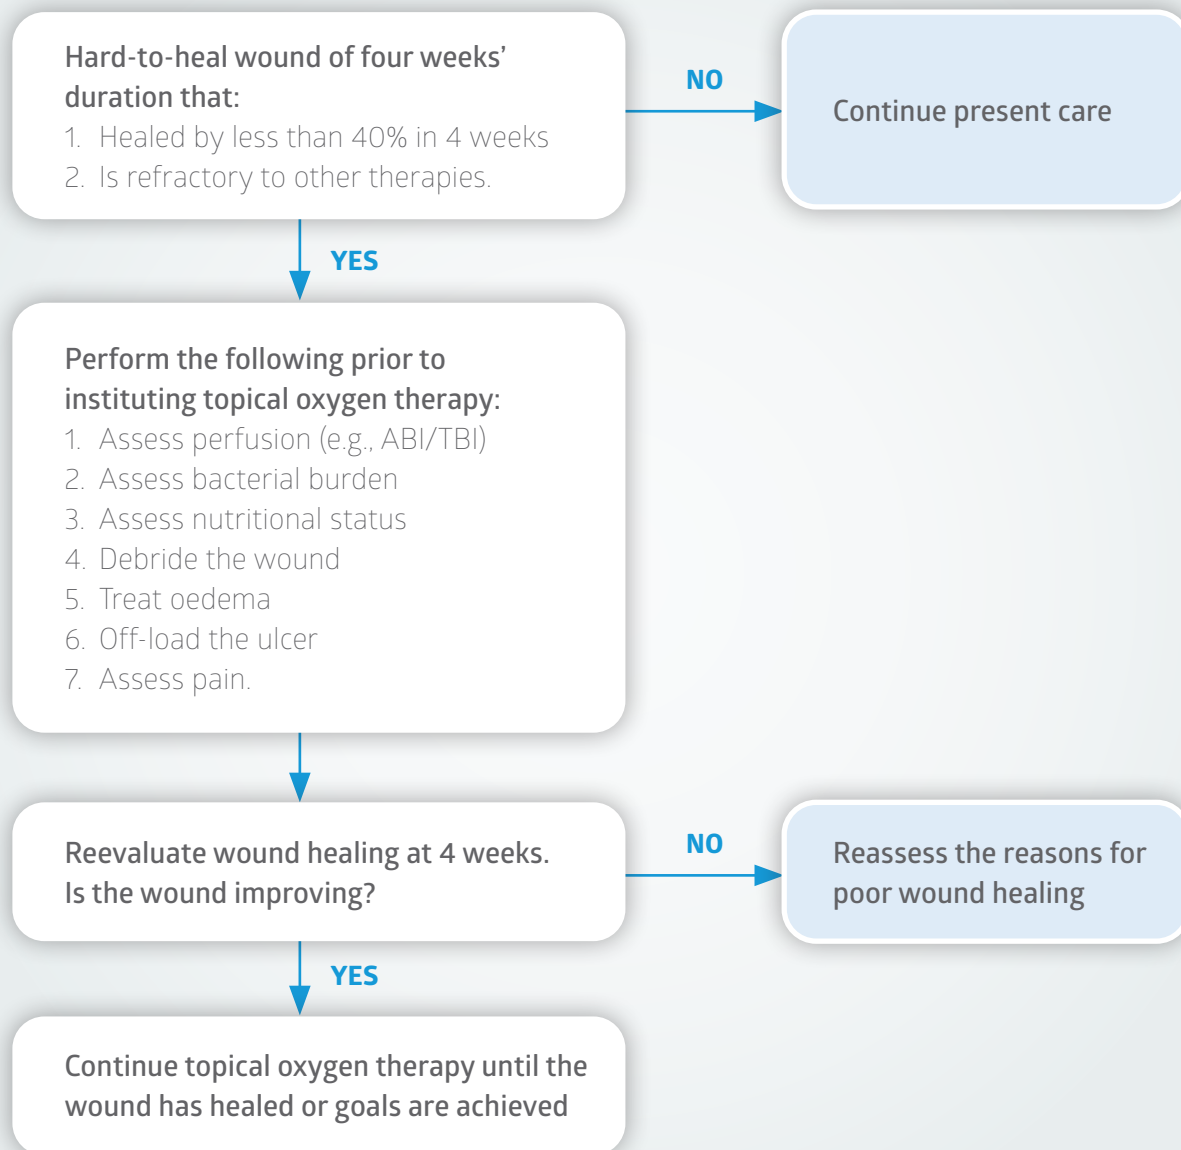 Hard-to-heal wound of four weeks’
duration that:
1. Healed by less than 40% in 4 weeks
2. Is refractory to other therapies.
NO
Continue present care
YES
Perform the following prior to
instituting topical oxygen therapy:
1. Assess perfusion (e.g., ABI/TBI)
2. Assess bacterial burden
3. Assess nutritional status
4. Debride the wound
5. Treat oedema
6. Off-load the ulcer
7. Assess pain.
Reevaluate wound healing at 4 weeks.
Is the wound improving?
NO
Reassess the reasons for
poor wound healing
YES
Continue topical oxygen therapy until the
wound has healed or goals are achieved